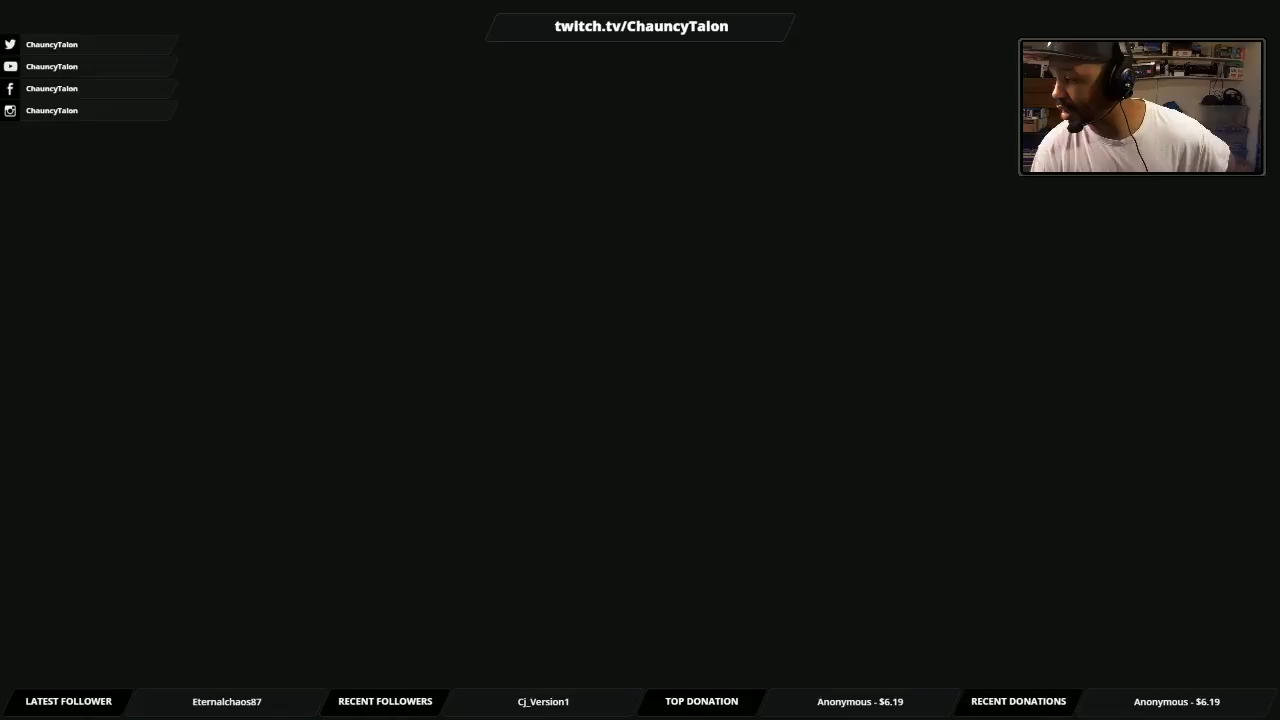 twitch.tv/ChauncyTalon
ChauncyTalon
ChauncyTalon
ChauncyTalon
ChauncyTalon
LATEST FOLLOWER
Eternalchaos87
RECENT FOLLOWERS
Cj_Version1
TOP DONATION
Anonymous - $6.19
RECENT DONATIONS
Anonymous - $6.19